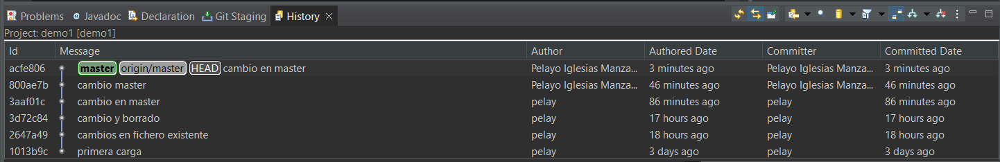 Problems @ Javadoc Declaration Git Staging History
Project: demo1 [demo1]
Id Message Author Authored Date Committer Committed Date
acfe806 master origin/master HEAD cambio en master Pelayo Iglesias Manza... 3 minutes ago Pelayo Iglesias Manza... 3 minutes ago
800ae7b cambio master Pelayo Iglesias Manza... 46 minutes ago Pelayo Iglesias Manza... 46 minutes ago
3aaf01c cambio en master pelay 86 minutes ago pelay 86 minutes ago
3d72c84 cambio y borrado pelay 17 hours ago pelay 17 hours ago
2647a49 cambios en fichero existente pelay 18 hours ago pelay 18 hours ago
1013b9c primera carga pelay 3 days ago pelay 3 days ago